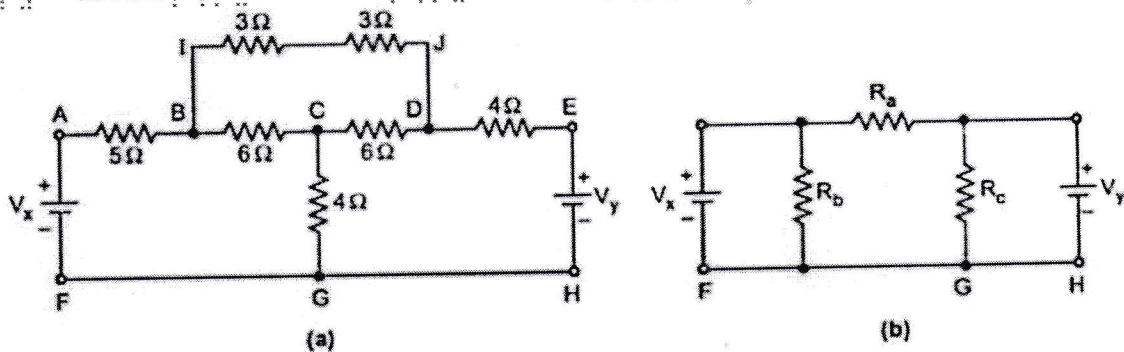 3Ω 3Ω
I J
A B C D 4Ω E
5Ω 6Ω 6Ω
Vx + − 4Ω + − Vy
F G H
(a)
Ra
Vx + − Rb Rc + − Vy
F G H
(b)